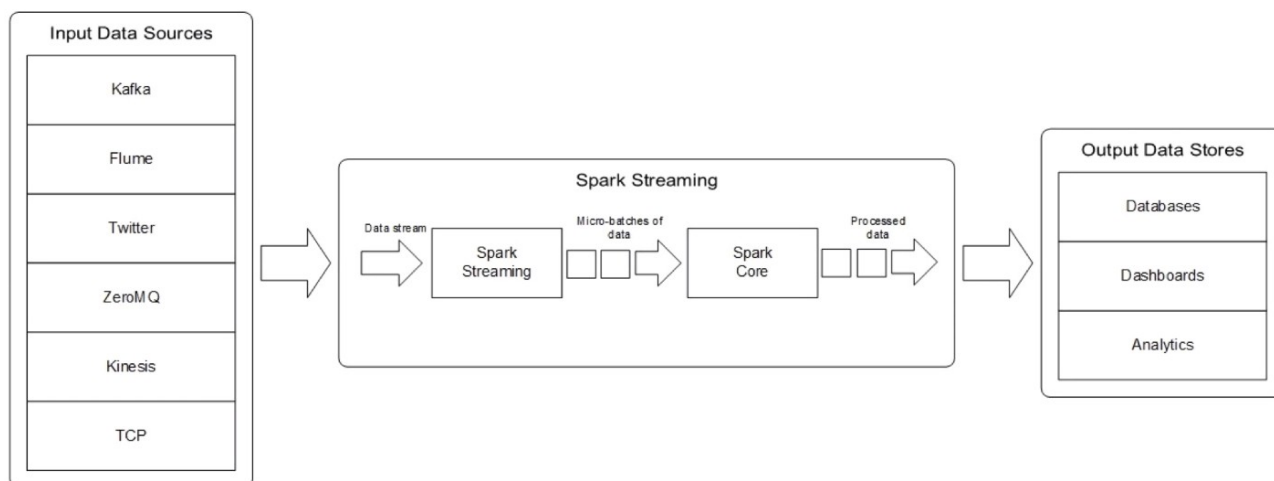 Input Data Sources
Kafka
Flume
Twitter
ZeroMQ
Kinesis
TCP
Spark Streaming
Data stream
Spark
Streaming
Micro-batches of
data
Spark
Core
Processed
data
Output Data Stores
Databases
Dashboards
Analytics